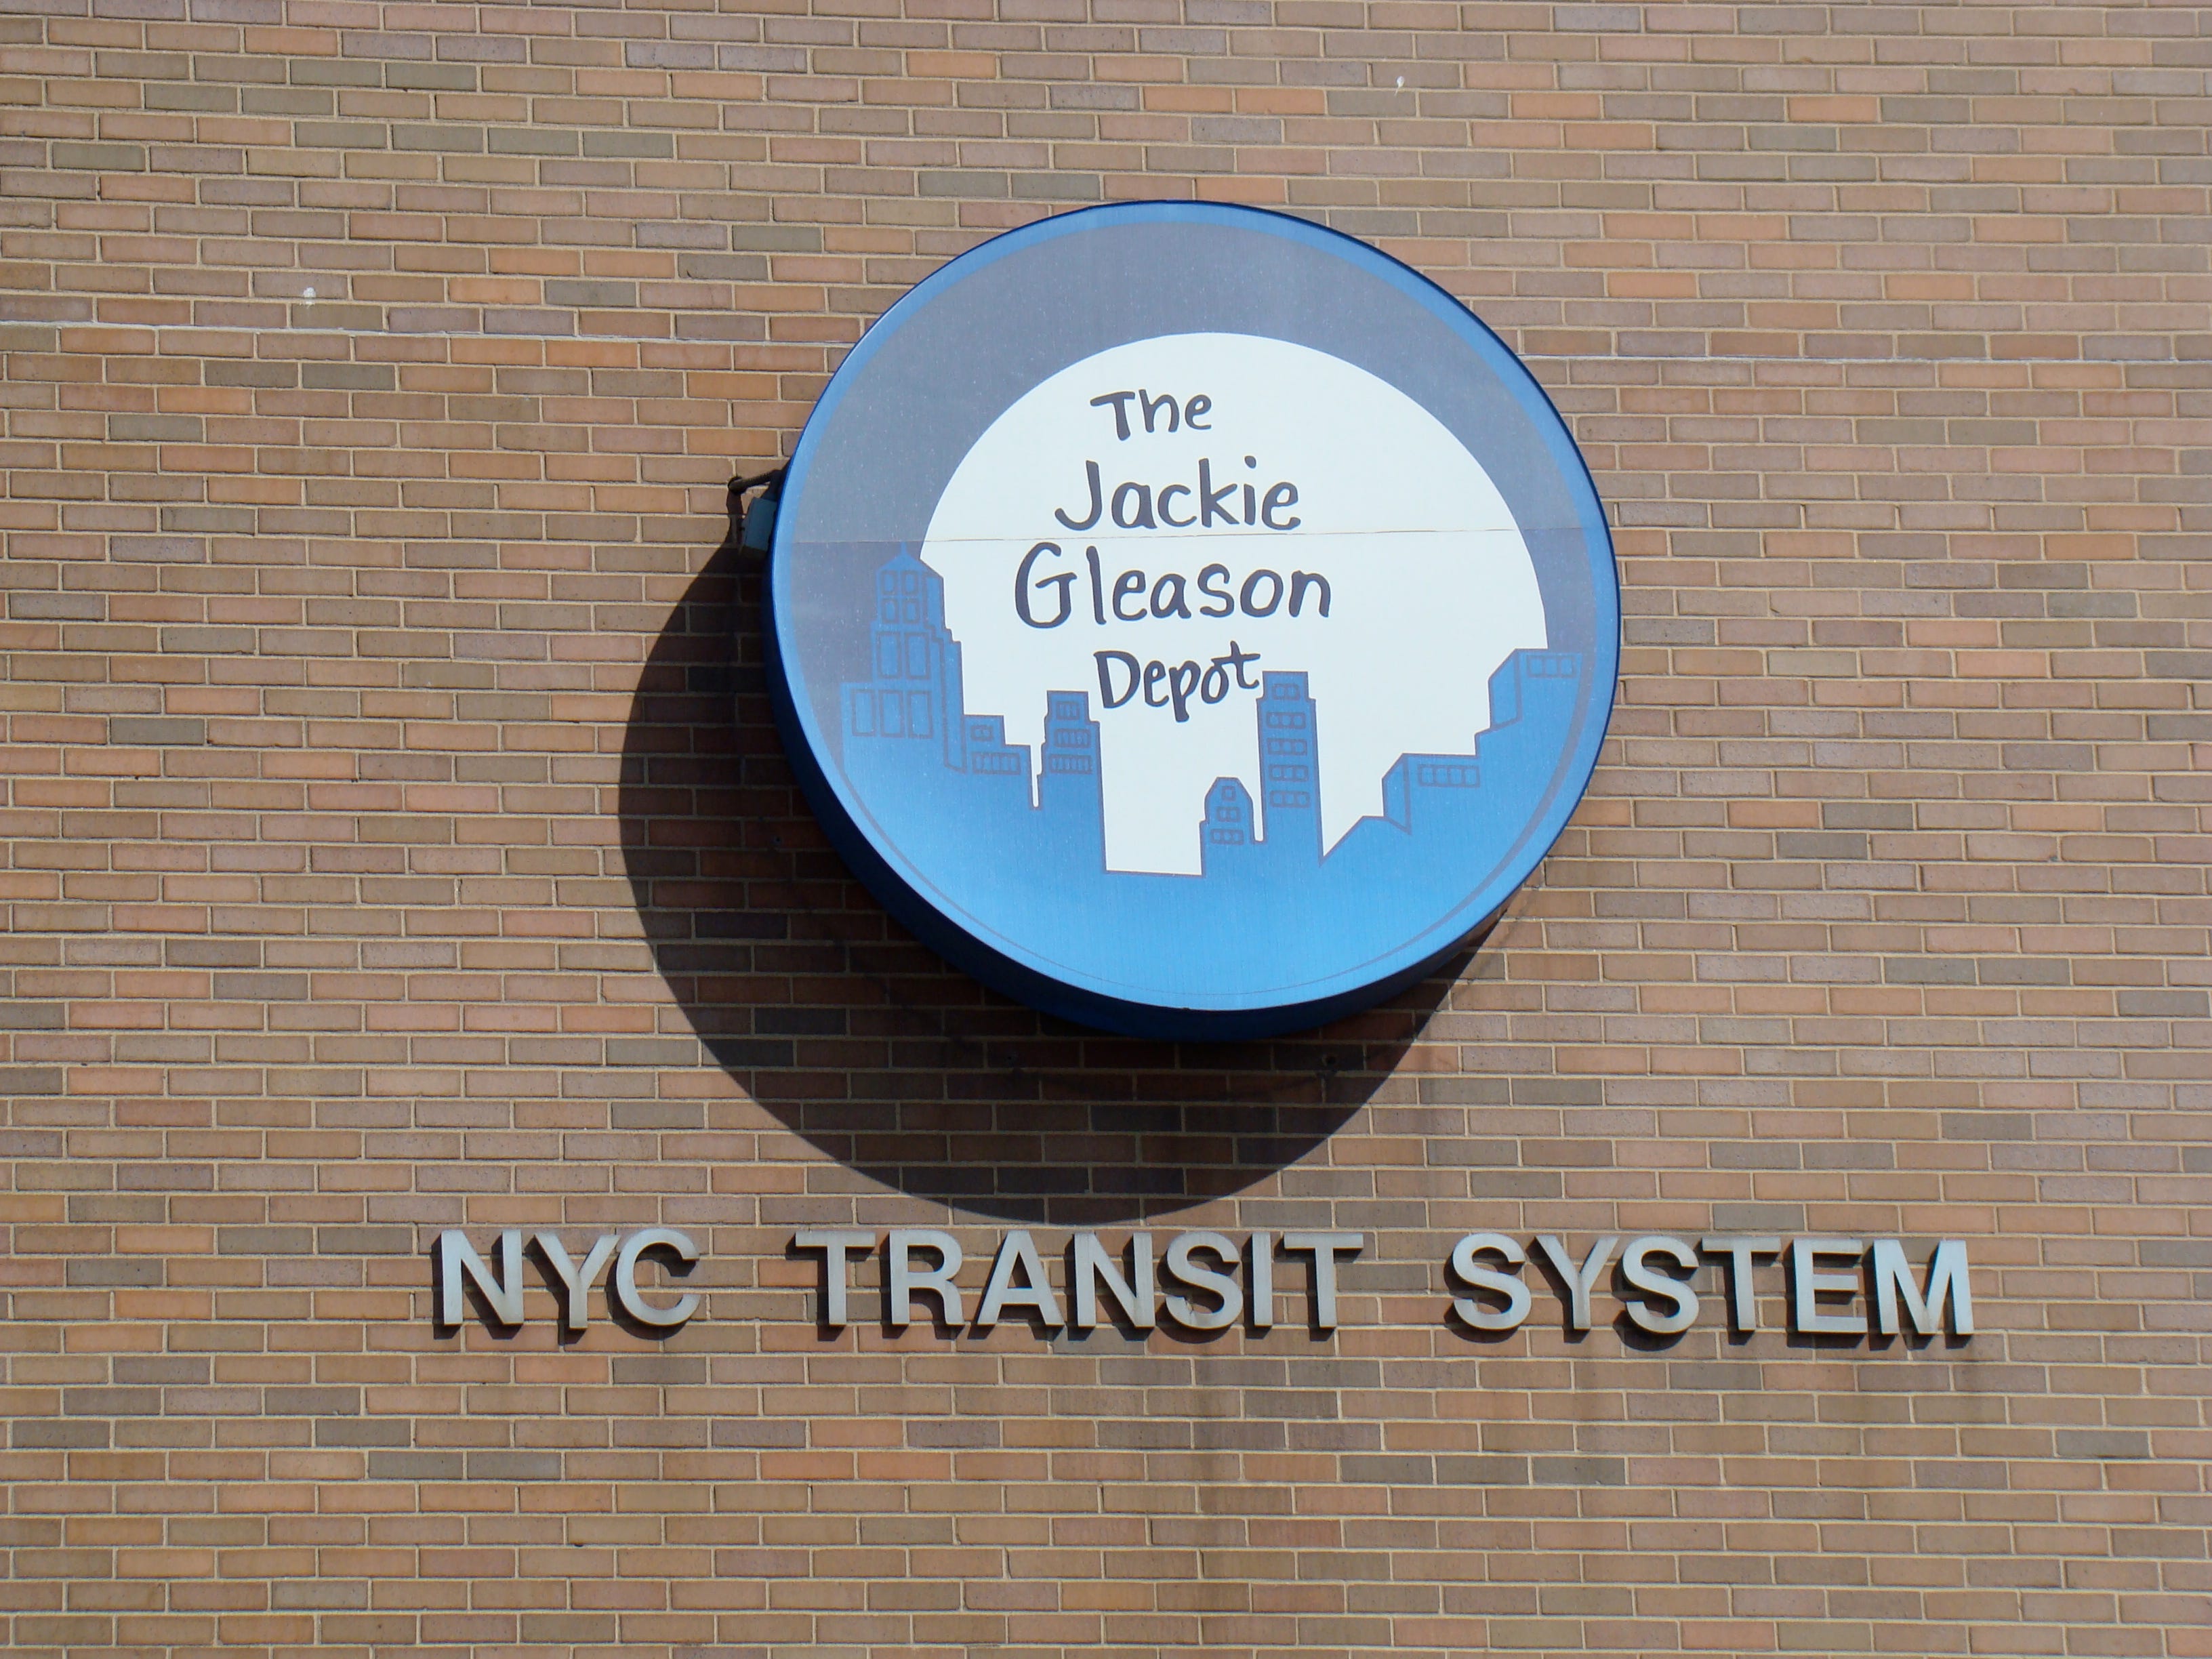 The
Jackie
Gleason
Depot
NYC TRANSIT SYSTEM